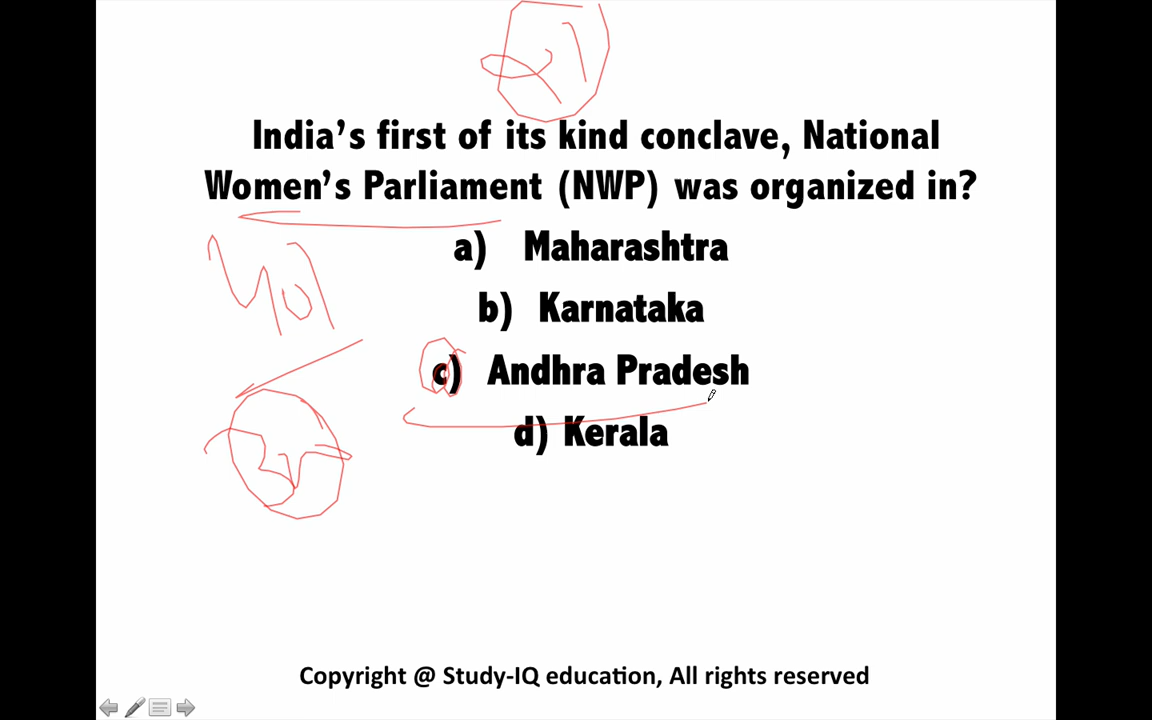 India's first of its kind conclave, National
Women's Parliament (NWP) was organized in?
a) Maharashtra
b) Karnataka
c) Andhra Pradesh
d) Kerala
Copyright @ Study-IQ education, All rights reserved